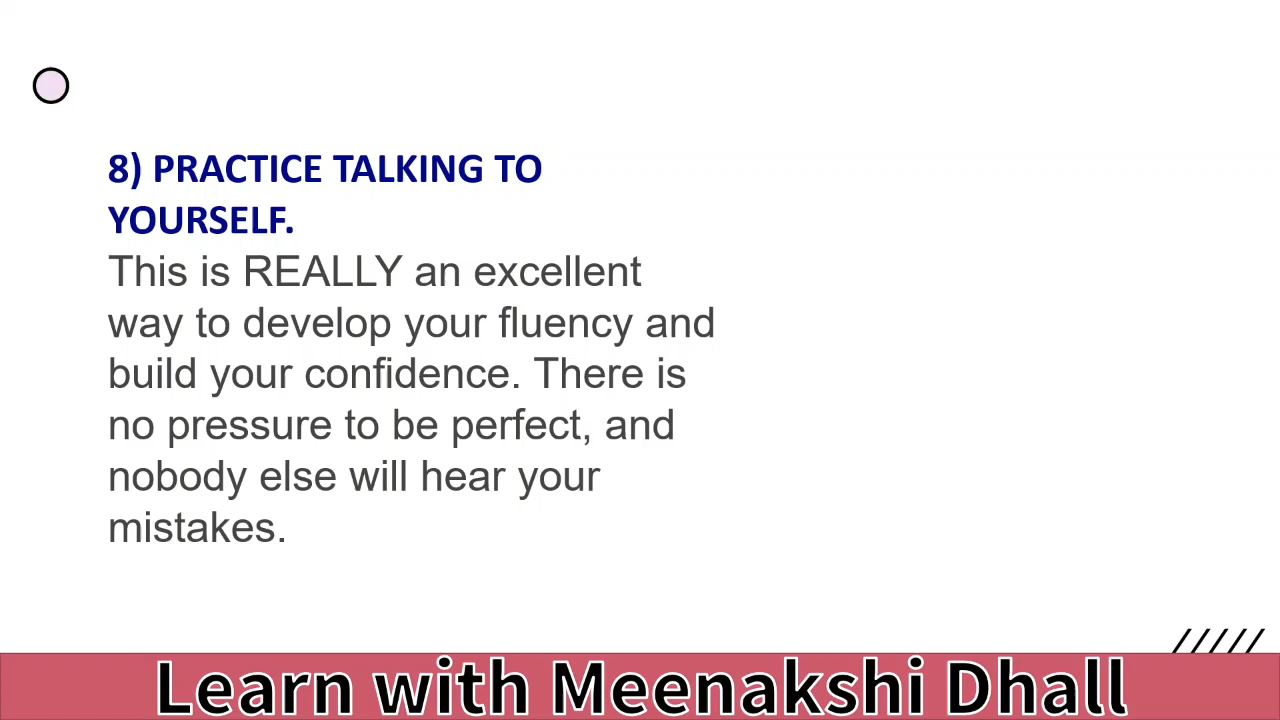 8) PRACTICE TALKING TO
YOURSELF.
This is REALLY an excellent
way to develop your fluency and
build your confidence. There is
no pressure to be perfect, and
nobody else will hear your
mistakes.
Learn with Meenakshi Dhall